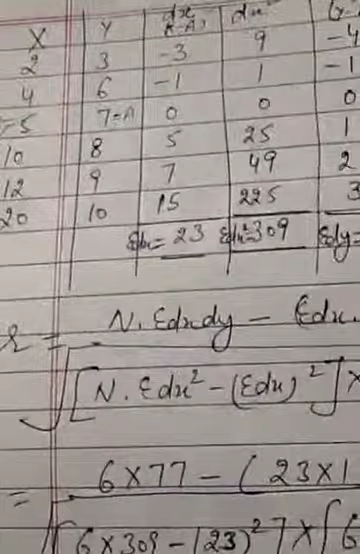 X Y dx dx²
(X-A)
2 3 -3 9 -4
4 6 -1 1 -1
=5 7=A 0 0 0
10 8 5 25 1
12 9 7 49 2
20 10 15 225 3
Σdx= 23 Σdx²=309 Σdy=
r = N.Σdxdy - (Σdx.
√[N.Σdx² - (Σdx)²]×
= 6×77 - (23×1
√[6×309-(23)²]×[6